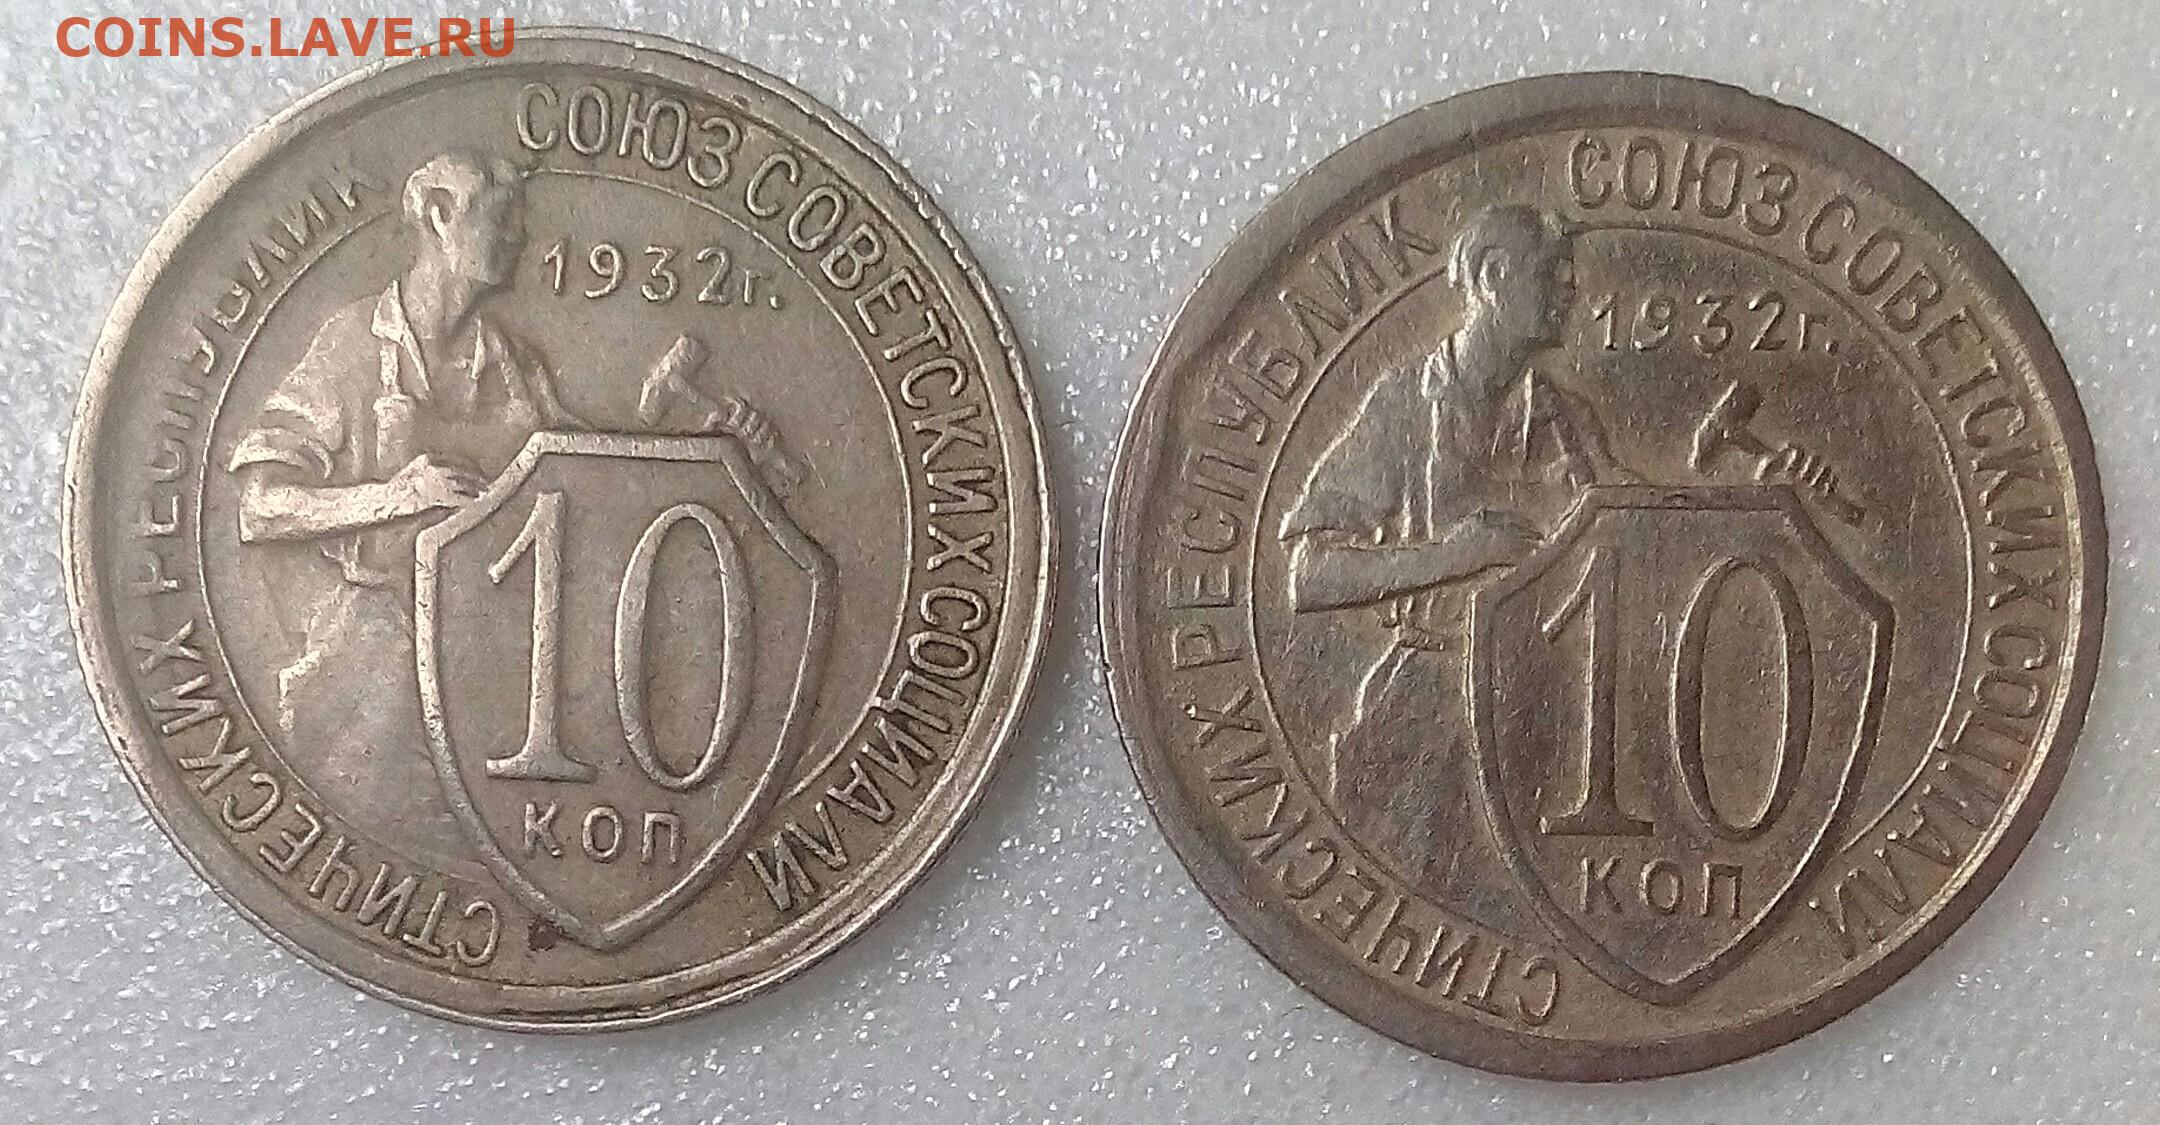 COINS.LAVE.RU
СОЮЗ СОВЕТСКИХ СОЦИАЛИ
СТИЧЕСКИХ РЕСПУБЛИК
1932г.
10
КОП
СОЮЗ СОВЕТСКИХ СОЦИАЛИ
СТИЧЕСКИХ РЕСПУБЛИК
1932г.
10
КОП